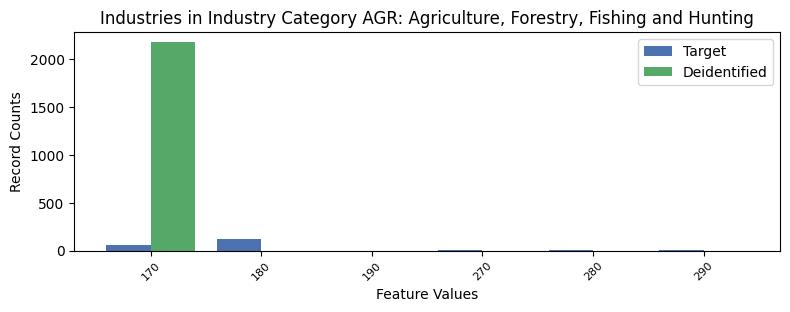 Industries in Industry Category AGR: Agriculture, Forestry, Fishing and Hunting
Target
Deidentified
Record Counts
2000
1500
1000
500
0
170
180
190
270
280
290
Feature Values